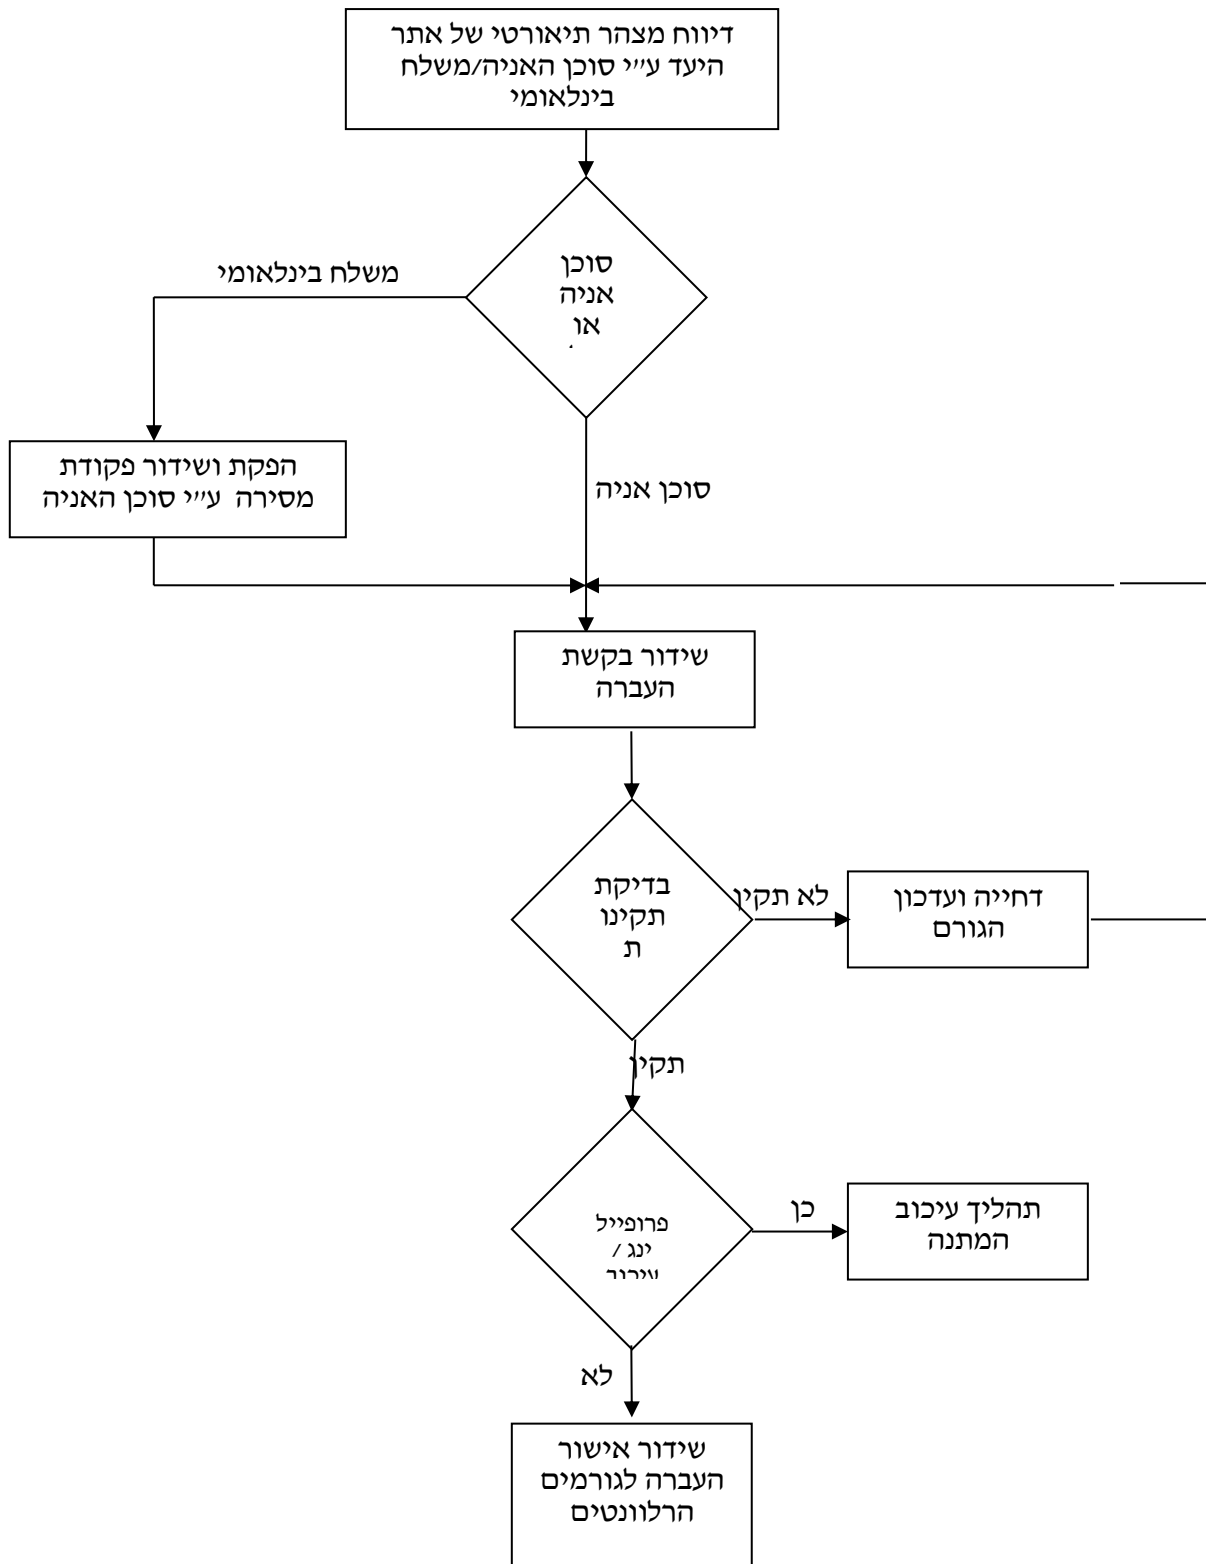 דיווח מצהר תיאורטי של אתר
היעד ע״י סוכן האניה/משלח
בינלאומי
סוכן
אניה
או
משלח בינלאומי
הפקת ושידור פקודת
מסירה ע״י סוכן האניה
סוכן אניה
שידור בקשת
העברה
בדיקת
תקינו
ת
לא תקין
דחייה ועדכון
הגורם
תקין
פרופייל
ינג /
עיכוב
כן
תהליך עיכוב
המתנה
לא
שידור אישור
העברה לגורמים
הרלוונטים